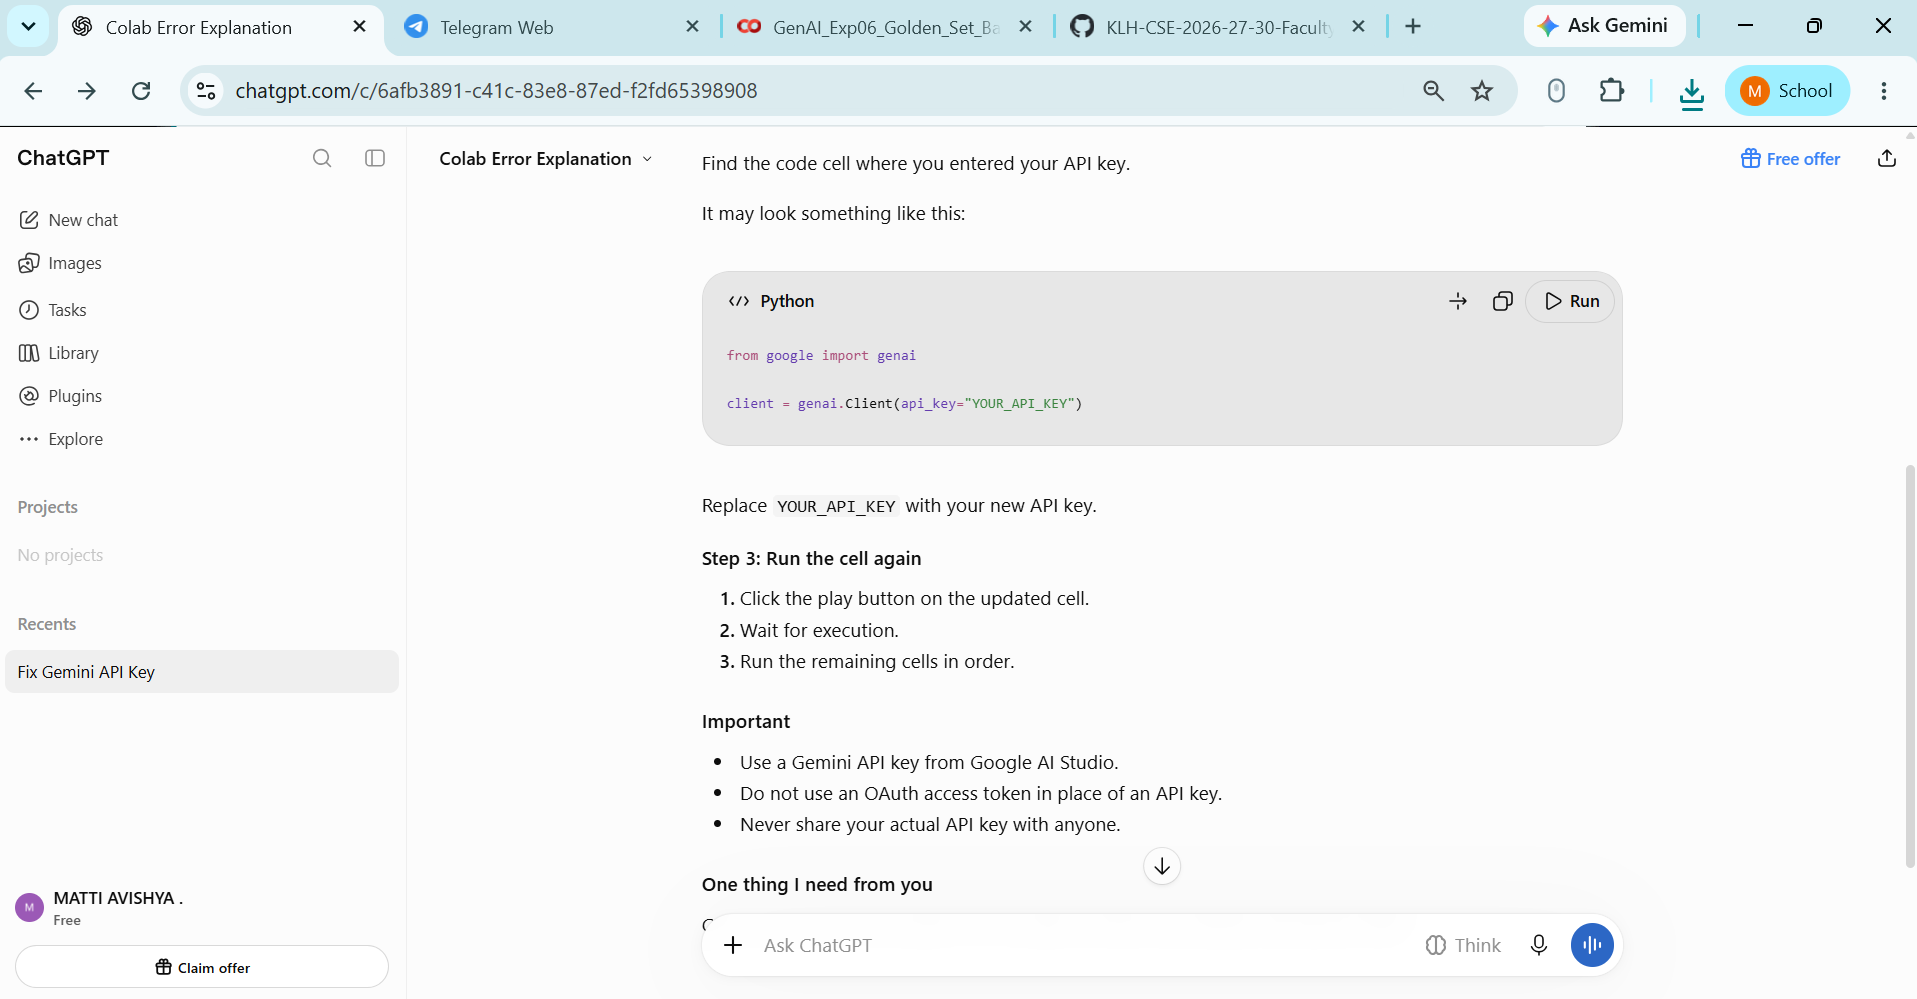 Colab Error Explanation
Telegram Web
GenAI_Exp06_Golden_Set_Ba
KLH-CSE-2026-27-30-Faculty
Ask Gemini
chatgpt.com/c/6afb3891-c41c-83e8-87ed-f2fd65398908
M School
ChatGPT
New chat
Images
Tasks
Library
Plugins
Explore
Projects
No projects
Recents
Fix Gemini API Key
M
MATTI AVISHYA .
Free
Claim offer
Colab Error Explanation
Free offer
Find the code cell where you entered your API key.
It may look something like this:
Python
Run
from google import genai
client = genai.Client(api_key="YOUR_API_KEY")
Replace YOUR_API_KEY with your new API key.
Step 3: Run the cell again
1. Click the play button on the updated cell.
2. Wait for execution.
3. Run the remaining cells in order.
Important
• Use a Gemini API key from Google AI Studio.
• Do not use an OAuth access token in place of an API key.
• Never share your actual API key with anyone.
One thing I need from you
Ask ChatGPT
Think